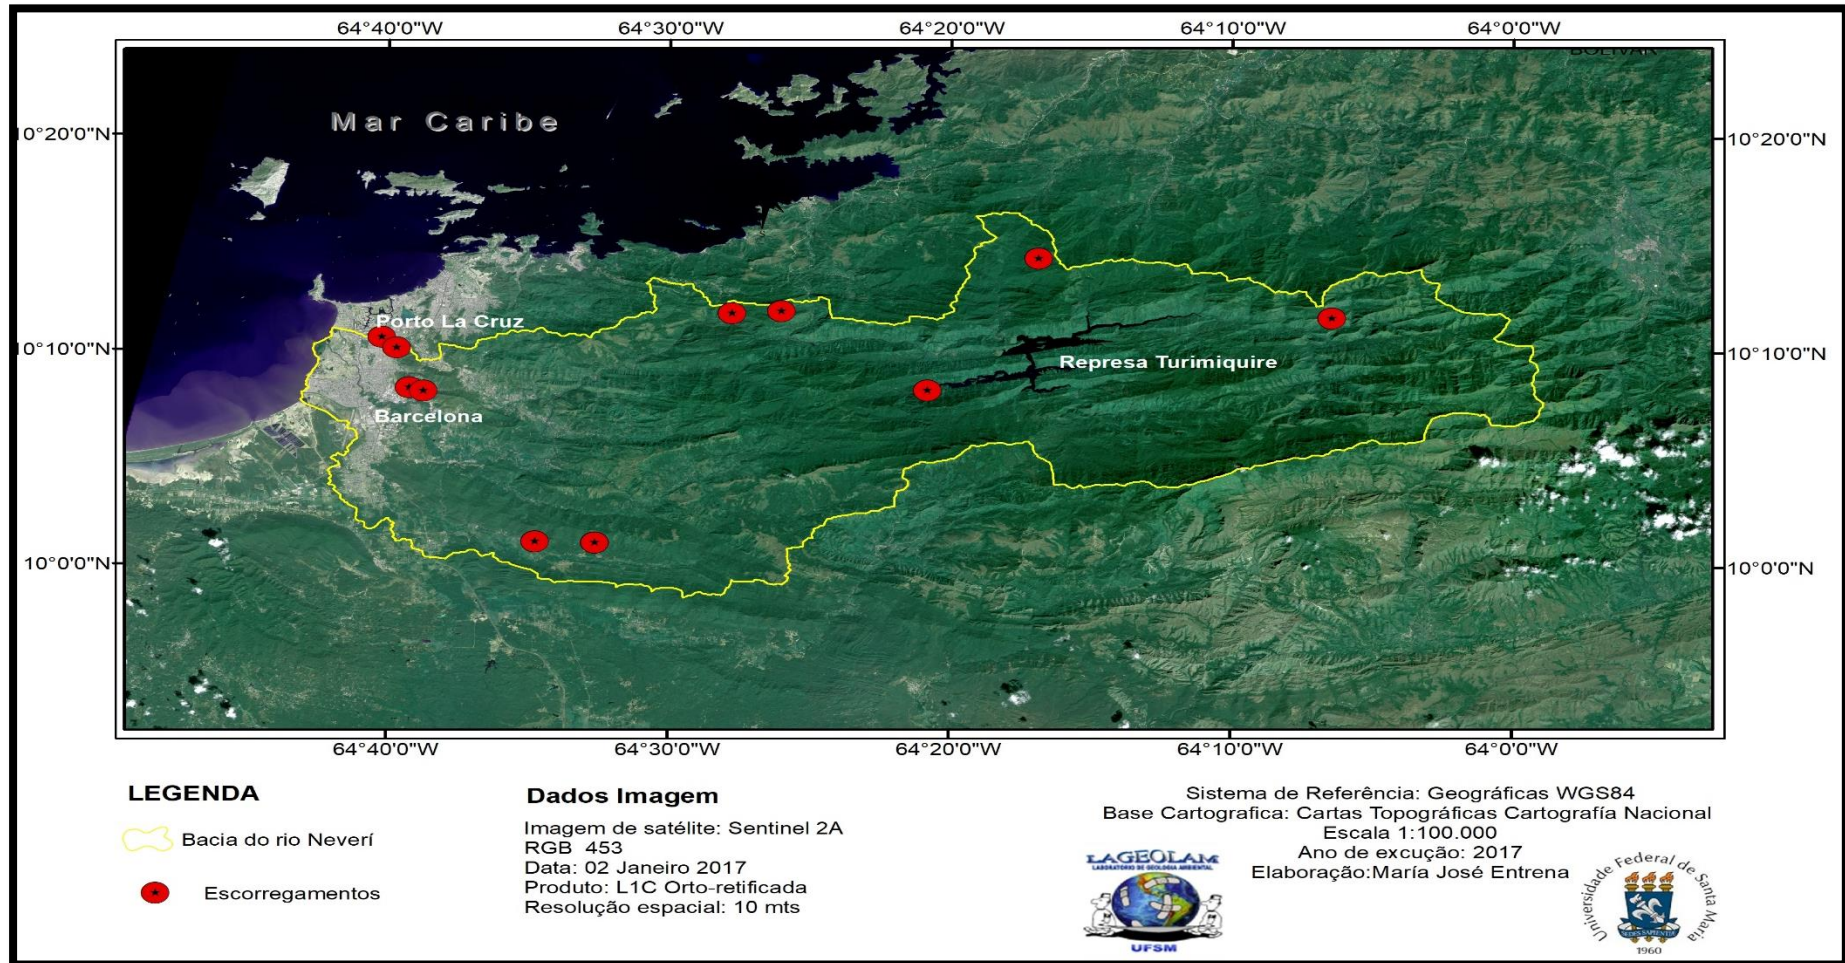 64°40'0"W 64°30'0"W 64°20'0"W 64°10'0"W 64°0'0"W
BOLIVAR
Mar Caribe
10°20'0"N 10°20'0"N
Porto La Cruz
10°10'0"N 10°10'0"N
Represa Turimiquire
Barcelona
10°0'0"N 10°0'0"N
64°40'0"W 64°30'0"W 64°20'0"W 64°10'0"W 64°0'0"W
LEGENDA
Bacia do rio Neverí
Escorregamentos
Dados Imagem
Imagem de satélite: Sentinel 2A
RGB 453
Data: 02 Janeiro 2017
Produto: L1C Orto-retificada
Resolução espacial: 10 mts
Sistema de Referência: Geográficas WGS84
Base Cartografica: Cartas Topográficas Cartografía Nacional
Escala 1:100.000
Ano de excução: 2017
Elaboração:María José Entrena
LAGEOLAM
LABORATÓRIO DE GEOLOGIA AMBIENTAL
UFSM
Universidade Federal de Santa Maria
SEDES SAPIENTIAE
1960